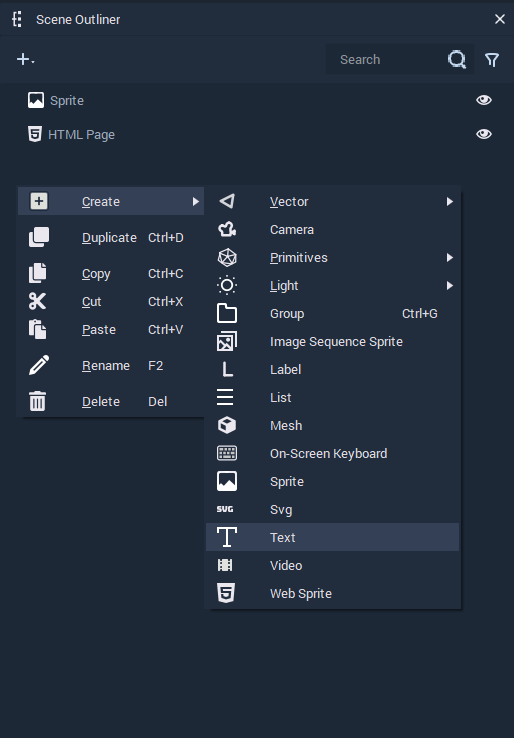 Scene Outliner
Search
Sprite
HTML Page
Create
Duplicate Ctrl+D
Copy Ctrl+C
Cut Ctrl+X
Paste Ctrl+V
Rename F2
Delete Del
Vector
Camera
Primitives
Light
Group Ctrl+G
Image Sequence Sprite
L Label
List
Mesh
On-Screen Keyboard
Sprite
SVG Svg
T Text
Video
5 Web Sprite